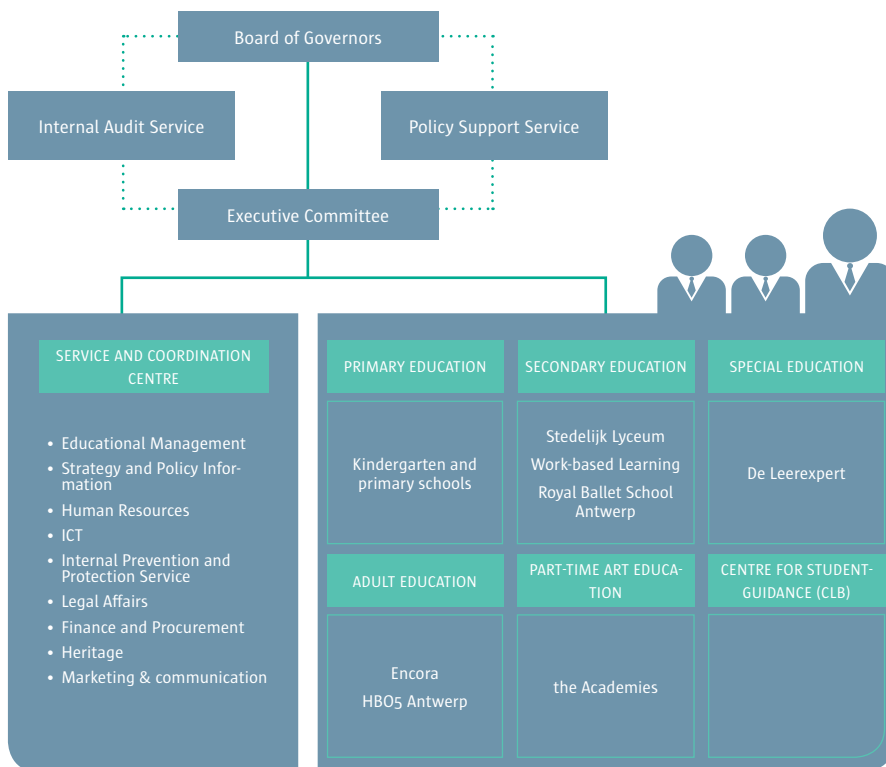 Board of Governors
Internal Audit Service
Policy Support Service
Executive Committee
SERVICE AND COORDINATION
CENTRE
• Educational Management
• Strategy and Policy Infor-
mation
• Human Resources
• ICT
• Internal Prevention and
Protection Service
• Legal Affairs
• Finance and Procurement
• Heritage
• Marketing & communication
PRIMARY EDUCATION
Kindergarten and
primary schools
SECONDARY EDUCATION
Stedelijk Lyceum
Work-based Learning
Royal Ballet School
Antwerp
SPECIAL EDUCATION
De Leerexpert
ADULT EDUCATION
Encora
HBO5 Antwerp
PART-TIME ART EDUCA-
TION
the Academies
CENTRE FOR STUDENT-
GUIDANCE (CLB)